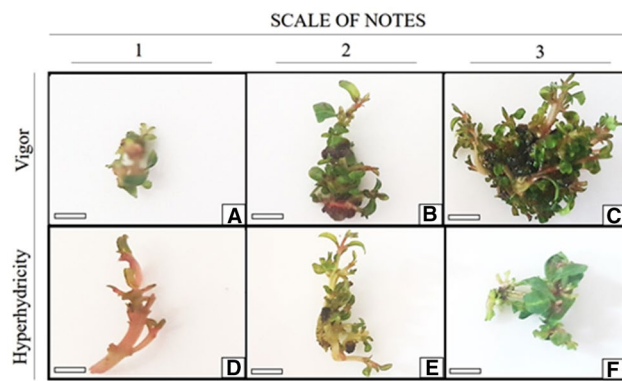 SCALE OF NOTES
1 2 3
Vigor
A B C
Hyperhydricity
D E F